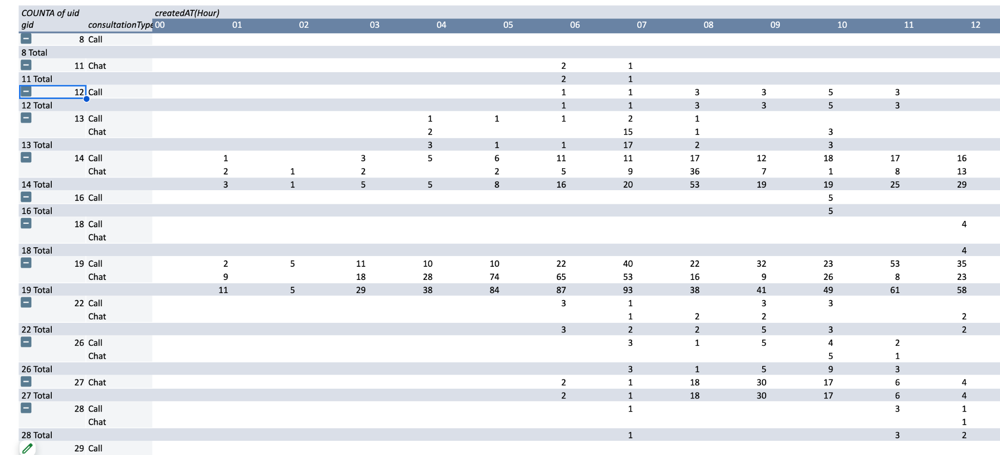 COUNTA of uid createdAT(Hour)
gid consultationType 00 01 02 03 04 05 06 07 08 09 10 11 12
8 Call
8 Total
11 Chat 2 1
11 Total 2 1
12 Call 1 1 3 3 5 3
12 Total 1 1 3 3 5 3
13 Call 1 1 1 2 1
Chat 2 15 1 3
13 Total 3 1 1 17 2 3
14 Call 1 3 5 6 11 11 17 12 18 17 16
Chat 2 1 2 2 5 9 36 7 1 8 13
14 Total 3 1 5 5 8 16 20 53 19 19 25 29
16 Call 5
16 Total 5
18 Call 4
Chat
18 Total 4
19 Call 2 5 11 10 10 22 40 22 32 23 53 35
Chat 9 18 28 74 65 53 16 9 26 8 23
19 Total 11 5 29 38 84 87 93 38 41 49 61 58
22 Call 3 1 3 3
Chat 1 2 2 2
22 Total 3 2 2 5 3 2
26 Call 3 1 5 4 2
Chat 5 1
26 Total 3 1 5 9 3
27 Chat 2 1 18 30 17 6 4
27 Total 2 1 18 30 17 6 4
28 Call 1 3 1
Chat 1
28 Total 1 3 2
29 Call